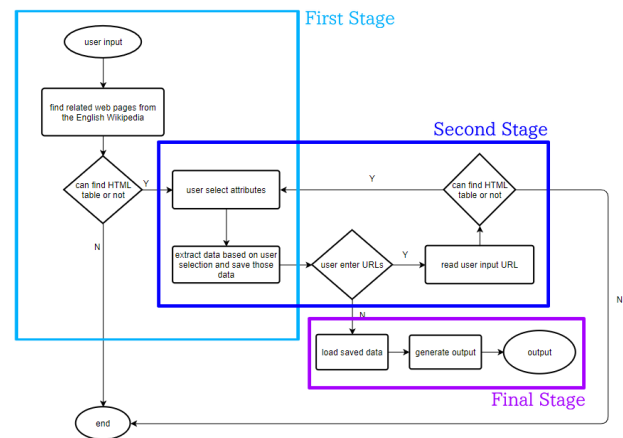 First Stage
user input
find related web pages from
the English Wikipedia
Second Stage
can find HTML
table or not
Y
user select attributes
Y
can find HTML
table or not
N
extract data based on user
selection and save those
data
user enter URLs
Y
read user input URL
N
N
load saved data
generate output
output
Final Stage
end